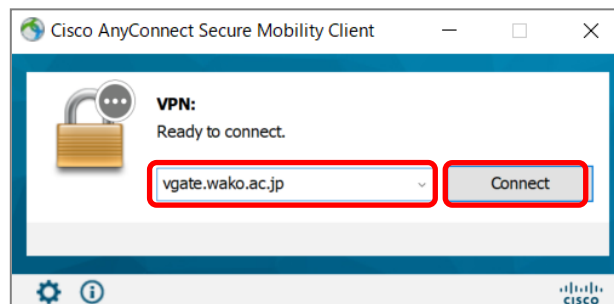 Cisco AnyConnect Secure Mobility Client
VPN:
Ready to connect.
vgate.wako.ac.jp
Connect
CISCO